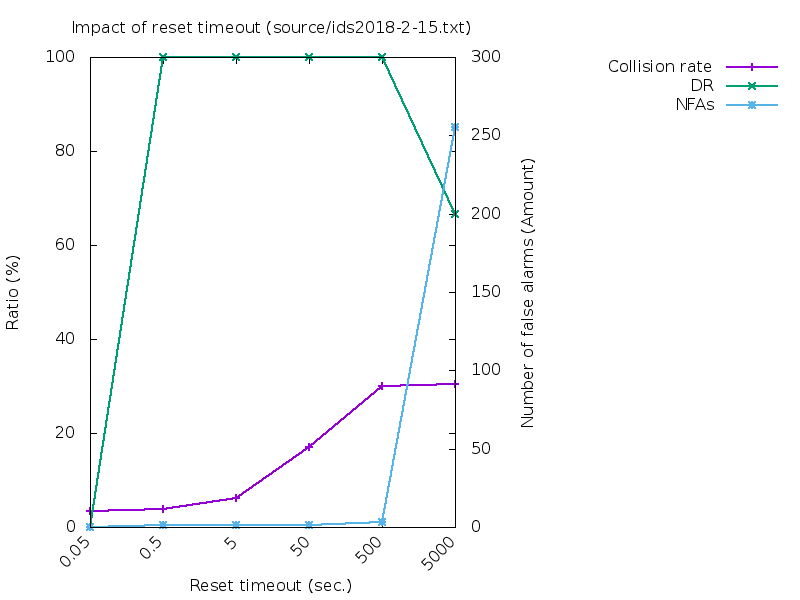 Impact of reset timeout (source/ids2018-2-15.txt)
Collision rate
DR
NFAs
100
80
60
40
20
0
Ratio (%)
300
250
200
150
100
50
0
Number of false alarms (Amount)
0.05
0.5
5
50
500
5000
Reset timeout (sec.)